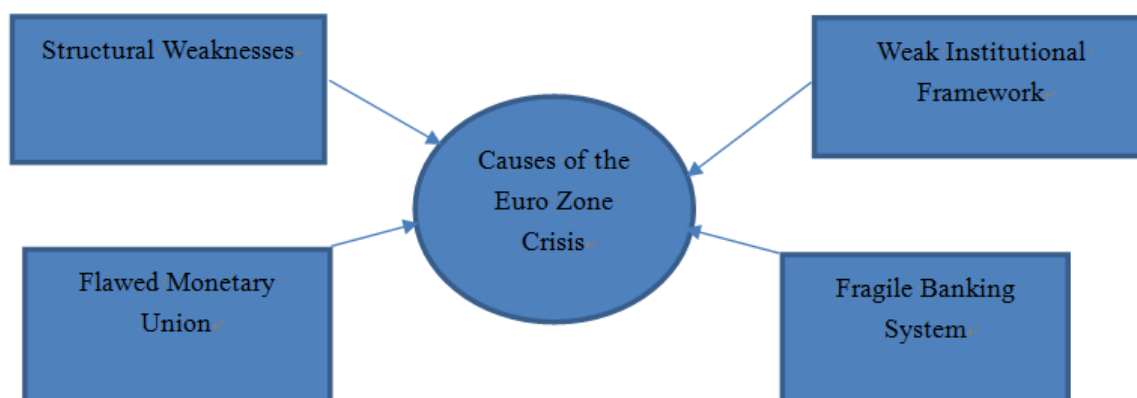 Structural Weaknesses
Weak Institutional
Framework
Causes of the
Euro Zone
Crisis
Flawed Monetary
Union
Fragile Banking
System